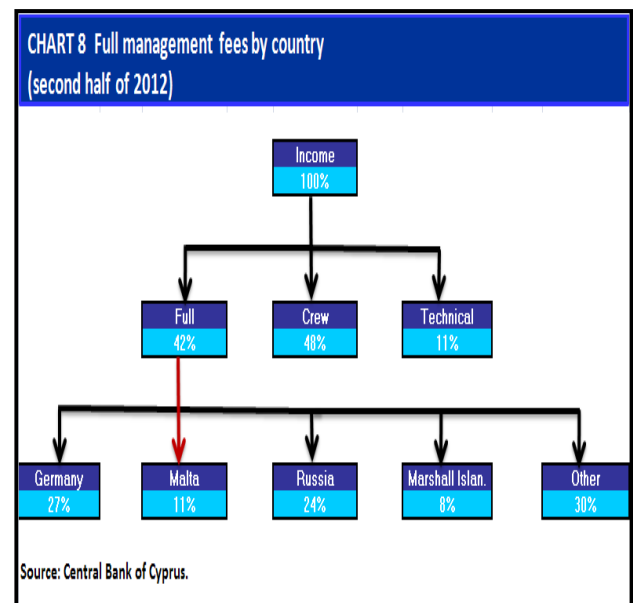 CHART 8 Full management fees by country
(second half of 2012)
Income
100%
Full
42%
Crew
48%
Technical
11%
Germany
27%
Malta
11%
Russia
24%
Marshall Islan.
8%
Other
30%
Source: Central Bank of Cyprus.